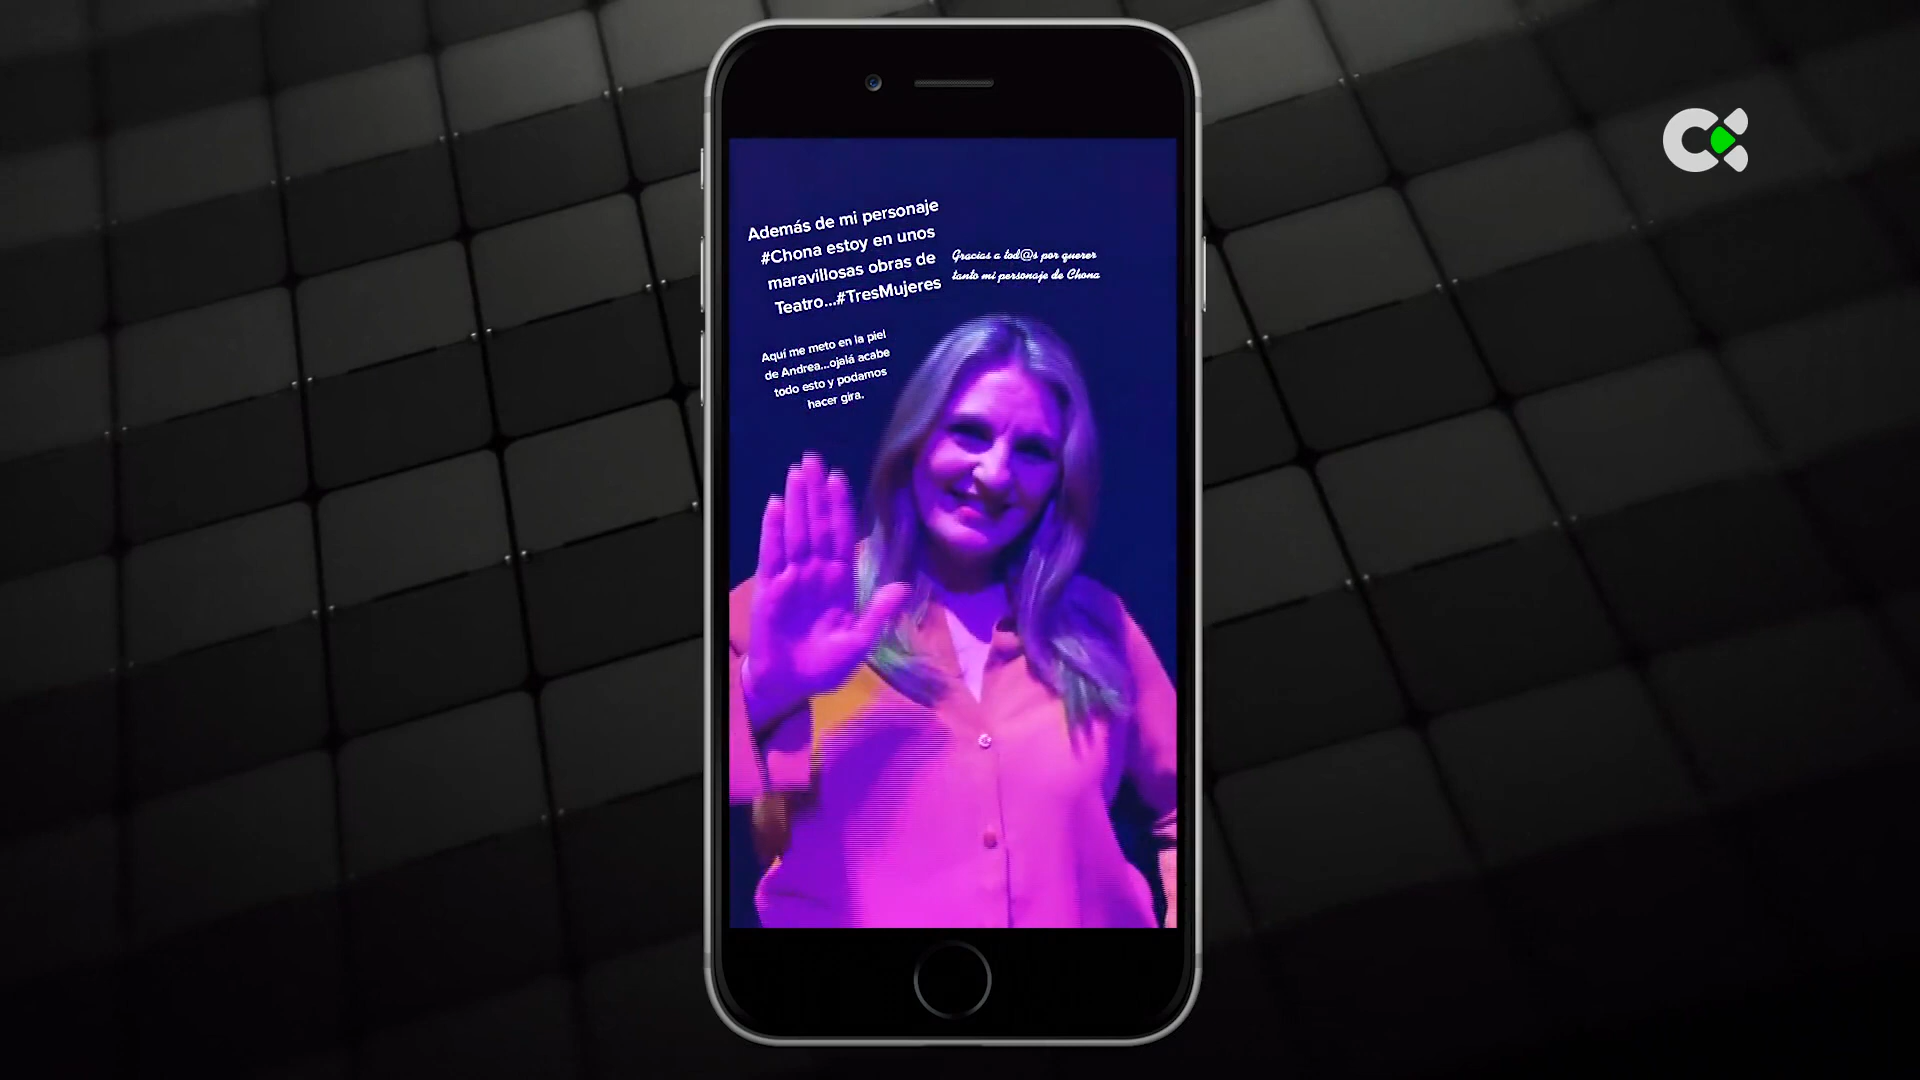 Además de mi personaje
#Chona estoy en unos
maravillosas obras de
Teatro...#TresMujeres
Gracias a tod@s por querer
tanto mi personaje de Chona
Aquí me meto en la piel
de Andrea...ojalá acabe
todo esto y podamos
hacer gira.